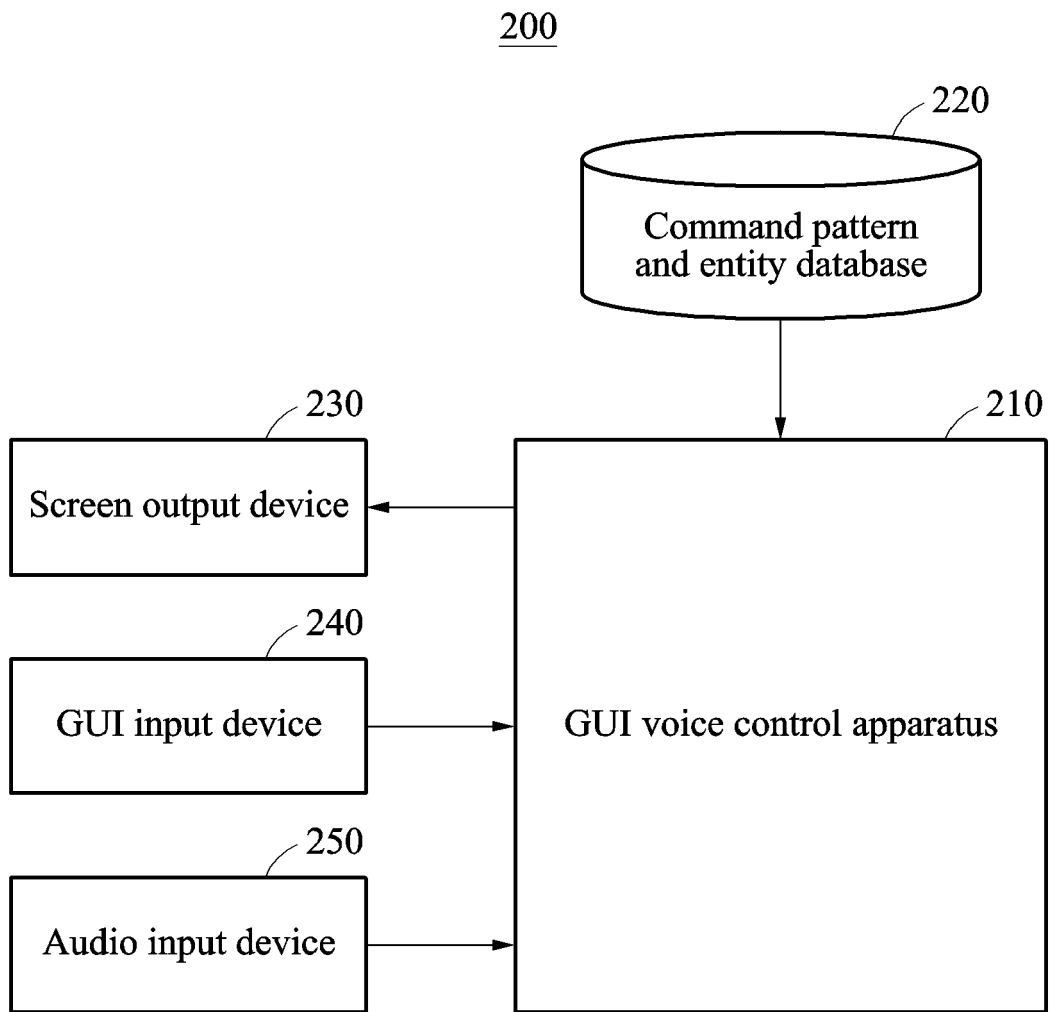 200
220
Command pattern
and entity database
230
210
Screen output device
240
GUI input device
GUI voice control apparatus
250
Audio input device